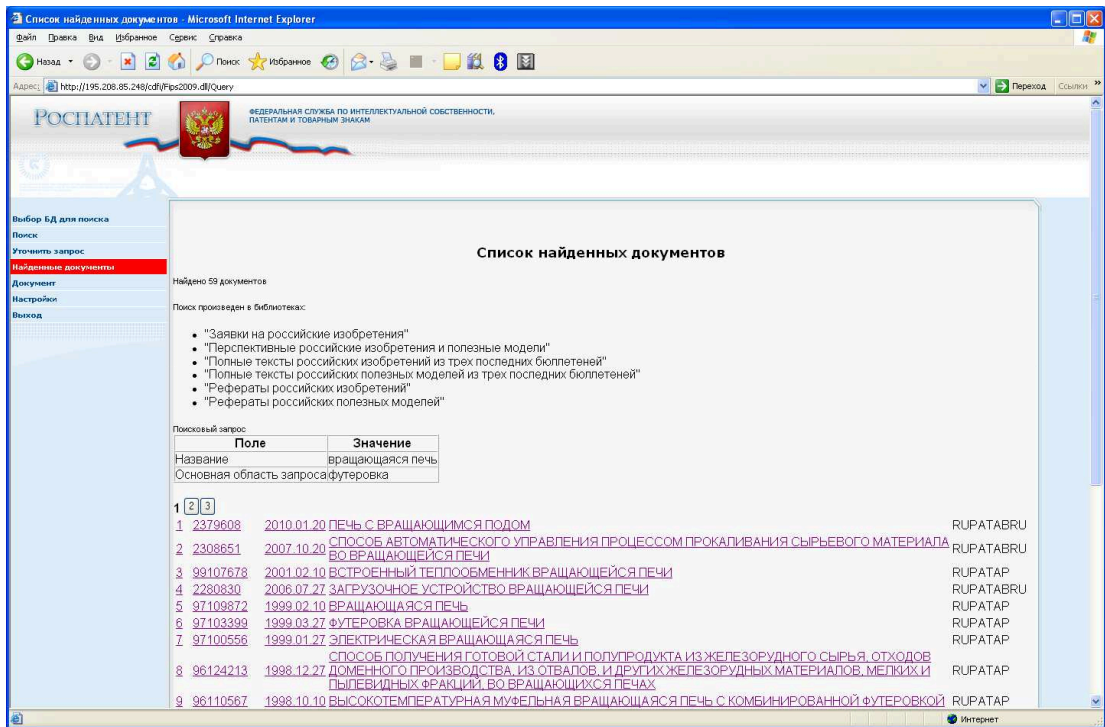 Список найденных документов - Microsoft Internet Explorer
Файл Правка Вид Избранное Сервис Справка
Назад Поиск Избранное
Адрес: http://195.208.85.248/cdfi/Fips2009.dll/Query Переход Ссылки »
РОСПАТЕНТ
ФЕДЕРАЛЬНАЯ СЛУЖБА ПО ИНТЕЛЛЕКТУАЛЬНОЙ СОБСТВЕННОСТИ,
ПАТЕНТАМ И ТОВАРНЫМ ЗНАКАМ
Выбор БД для поиска
Поиск
Уточнить запрос
Найденные документы
Документ
Настройки
Выход
Список найденных документов
Найдено 59 документов
Поиск произведен в библиотеках:
• "Заявки на российские изобретения"
• "Перспективные российские изобретения и полезные модели"
• "Полные тексты российских изобретений из трех последних бюллетеней"
• "Полные тексты российских полезных моделей из трех последних бюллетеней"
• "Рефераты российских изобретений"
• "Рефераты российских полезных моделей"
Поисковый запрос
Поле Значение
Название вращающаяся печь
Основная область запроса футеровка
1 2 3
1 2379608 2010.01.20 ПЕЧЬ С ВРАЩАЮЩИМСЯ ПОДОМ RUPATABRU
2 2308651 2007.10.20 СПОСОБ АВТОМАТИЧЕСКОГО УПРАВЛЕНИЯ ПРОЦЕССОМ ПРОКАЛИВАНИЯ СЫРЬЕВОГО МАТЕРИАЛА RUPATABRU
ВО ВРАЩАЮЩЕЙСЯ ПЕЧИ
3 99107678 2001.02.10 ВСТРОЕННЫЙ ТЕПЛООБМЕННИК ВРАЩАЮЩЕЙСЯ ПЕЧИ RUPATAP
4 2280830 2006.07.27 ЗАГРУЗОЧНОЕ УСТРОЙСТВО ВРАЩАЮЩЕЙСЯ ПЕЧИ RUPATABRU
5 97109872 1999.02.10 ВРАЩАЮЩАЯСЯ ПЕЧЬ RUPATAP
6 97103399 1999.03.27 ФУТЕРОВКА ВРАЩАЮЩЕЙСЯ ПЕЧИ RUPATAP
7 97100556 1999.01.27 ЭЛЕКТРИЧЕСКАЯ ВРАЩАЮЩАЯСЯ ПЕЧЬ RUPATAP
СПОСОБ ПОЛУЧЕНИЯ ГОТОВОЙ СТАЛИ И ПОЛУПРОДУКТА ИЗ ЖЕЛЕЗОРУДНОГО СЫРЬЯ, ОТХОДОВ
8 96124213 1998.12.27 ДОМЕННОГО ПРОИЗВОДСТВА, ИЗ ОТВАЛОВ, И ДРУГИХ ЖЕЛЕЗОРУДНЫХ МАТЕРИАЛОВ, МЕЛКИХ И RUPATAP
ПЫЛЕВИДНЫХ ФРАКЦИЙ, ВО ВРАЩАЮЩИХСЯ ПЕЧАХ
9 96110567 1998.10.10 ВЫСОКОТЕМПЕРАТУРНАЯ МУФЕЛЬНАЯ ВРАЩАЮЩАЯСЯ ПЕЧЬ С КОМБИНИРОВАННОЙ ФУТЕРОВКОЙ RUPATAP
Интернет